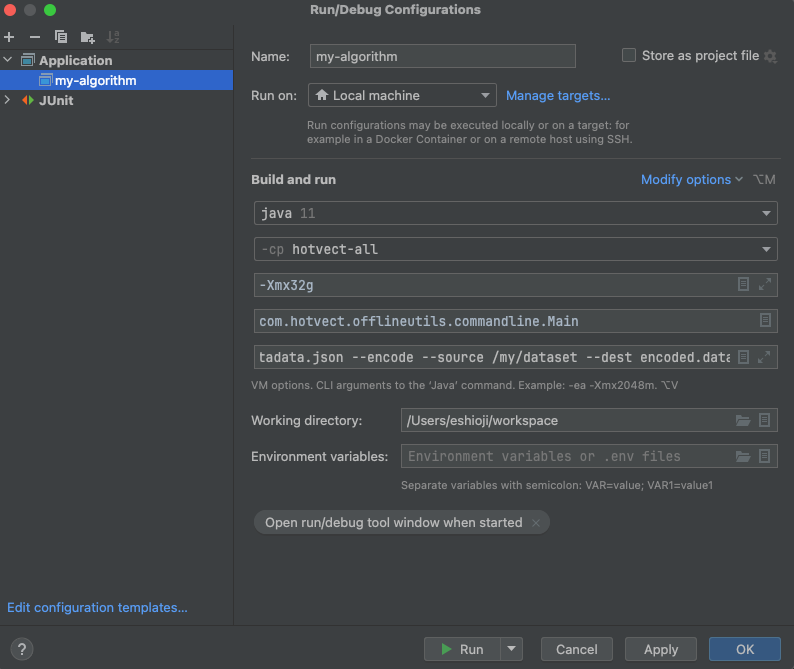 Run/Debug Configurations
Application
my-algorithm
JUnit
Name: my-algorithm Store as project file
Run on: Local machine Manage targets...
Run configurations may be executed locally or on a target: for
example in a Docker Container or on a remote host using SSH.
Build and run Modify options ⌥M
java 11
-cp hotvect-all
-Xmx32g
com.hotvect.offlineutils.commandline.Main
tadata.json --encode --source /my/dataset --dest encoded.data
VM options. CLI arguments to the 'Java' command. Example: -ea -Xmx2048m. ⌥V
Working directory: /Users/eshioji/workspace
Environment variables: Environment variables or .env files
Separate variables with semicolon: VAR=value; VAR1=value1
Open run/debug tool window when started ×
Edit configuration templates...
? Run Cancel Apply OK